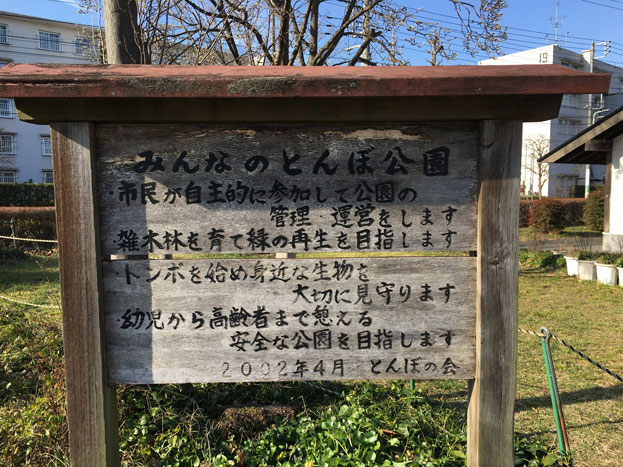 みんなのとんぼ公園
・市民が自主的に参加して公園の
管理・運営をします
・雑木林を育て緑の再生を目指します
・トンボを始め身近な生物を
大切に見守ります
・幼児から高齢者まで憩える
安全な公園を目指します
2002年4月・とんぼの会
19